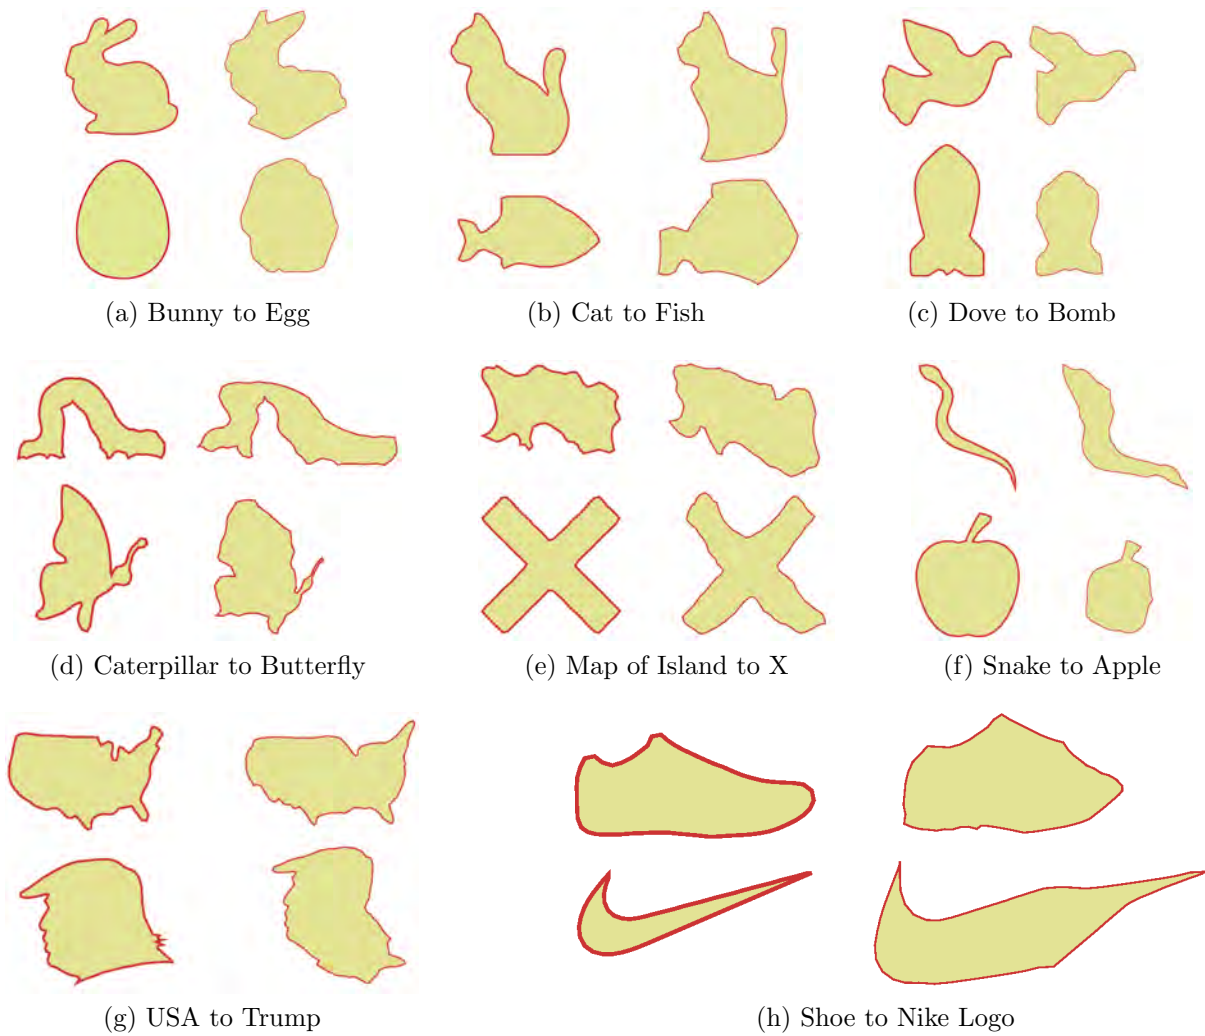 (a) Bunny to Egg
(b) Cat to Fish
(c) Dove to Bomb
(d) Caterpillar to Butterfly
(e) Map of Island to X
(f) Snake to Apple
(g) USA to Trump
(h) Shoe to Nike Logo